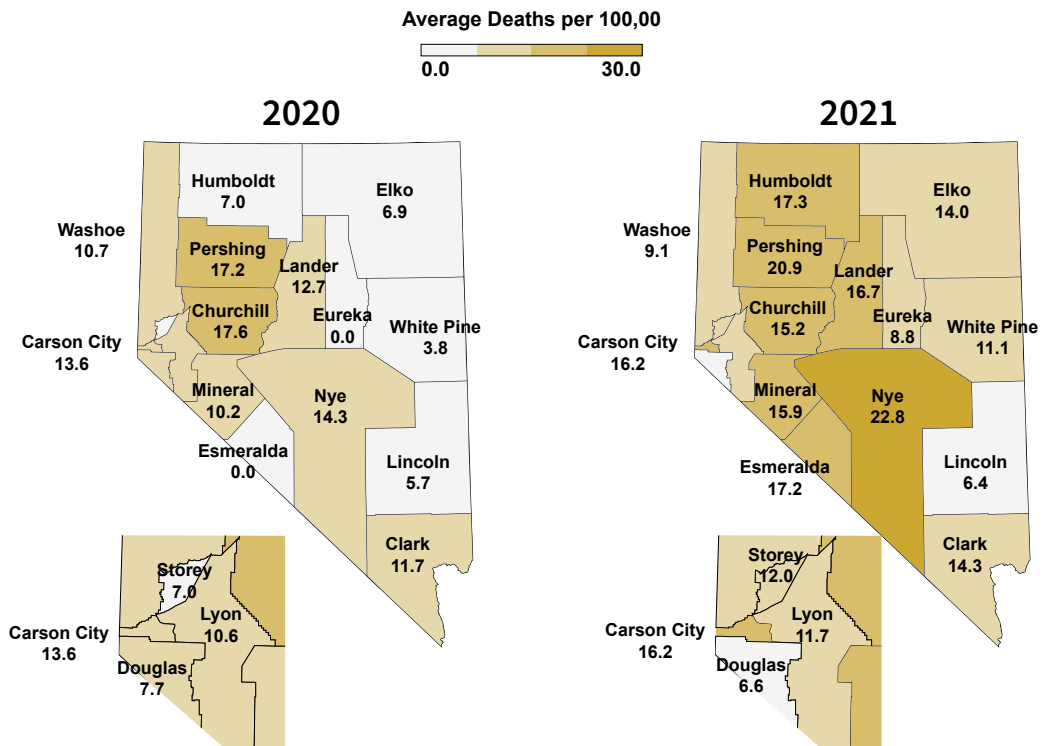 Average Deaths per 100,00
0.0 30.0
2020
Humboldt
7.0
Elko
6.9
Washoe
10.7
Pershing
17.2
Lander
12.7
Churchill
17.6
Eureka
0.0
White Pine
3.8
Carson City
13.6
Mineral
10.2
Nye
14.3
Esmeralda
0.0
Lincoln
5.7
Clark
11.7
Storey
7.0
Lyon
10.6
Carson City
13.6
Douglas
7.7
2021
Humboldt
17.3
Elko
14.0
Washoe
9.1
Pershing
20.9
Lander
16.7
Churchill
15.2
Eureka
8.8
White Pine
11.1
Carson City
16.2
Mineral
15.9
Nye
22.8
Esmeralda
17.2
Lincoln
6.4
Clark
14.3
Storey
12.0
Lyon
11.7
Carson City
16.2
Douglas
6.6